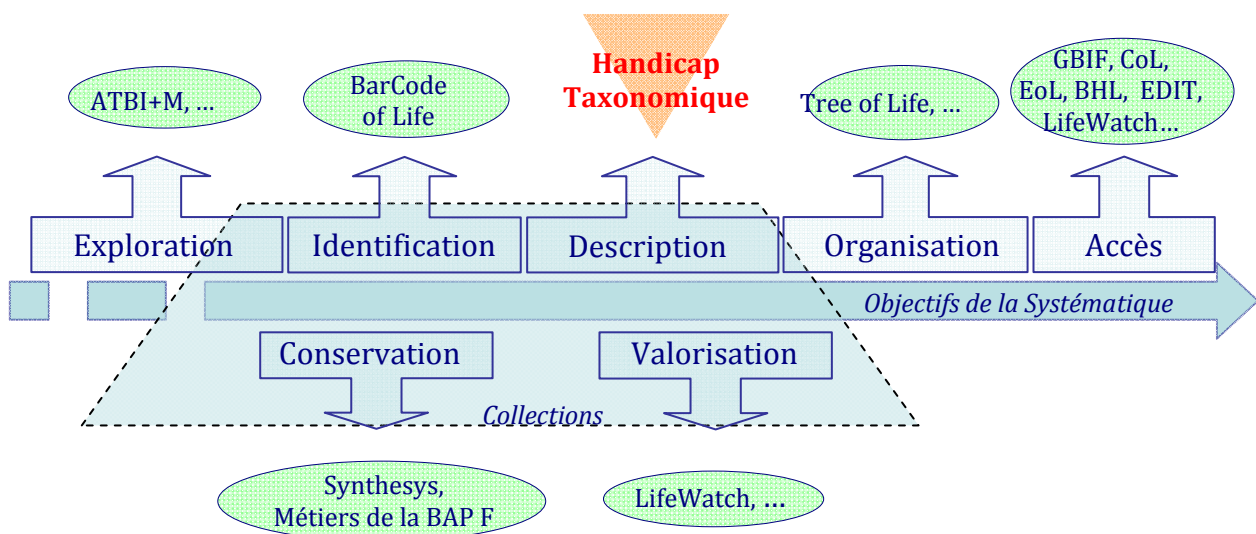 Handicap
Taxonomique
ATBI+M, …
BarCode
of Life
Tree of Life, …
GBIF, CoL,
EoL, BHL,  EDIT,
LifeWatch…
Exploration
Identification
Description
Organisation
Accès
Objectifs de la Systématique
Conservation
Valorisation
Collections
Synthesys,
Métiers de la BAP F
LifeWatch, …